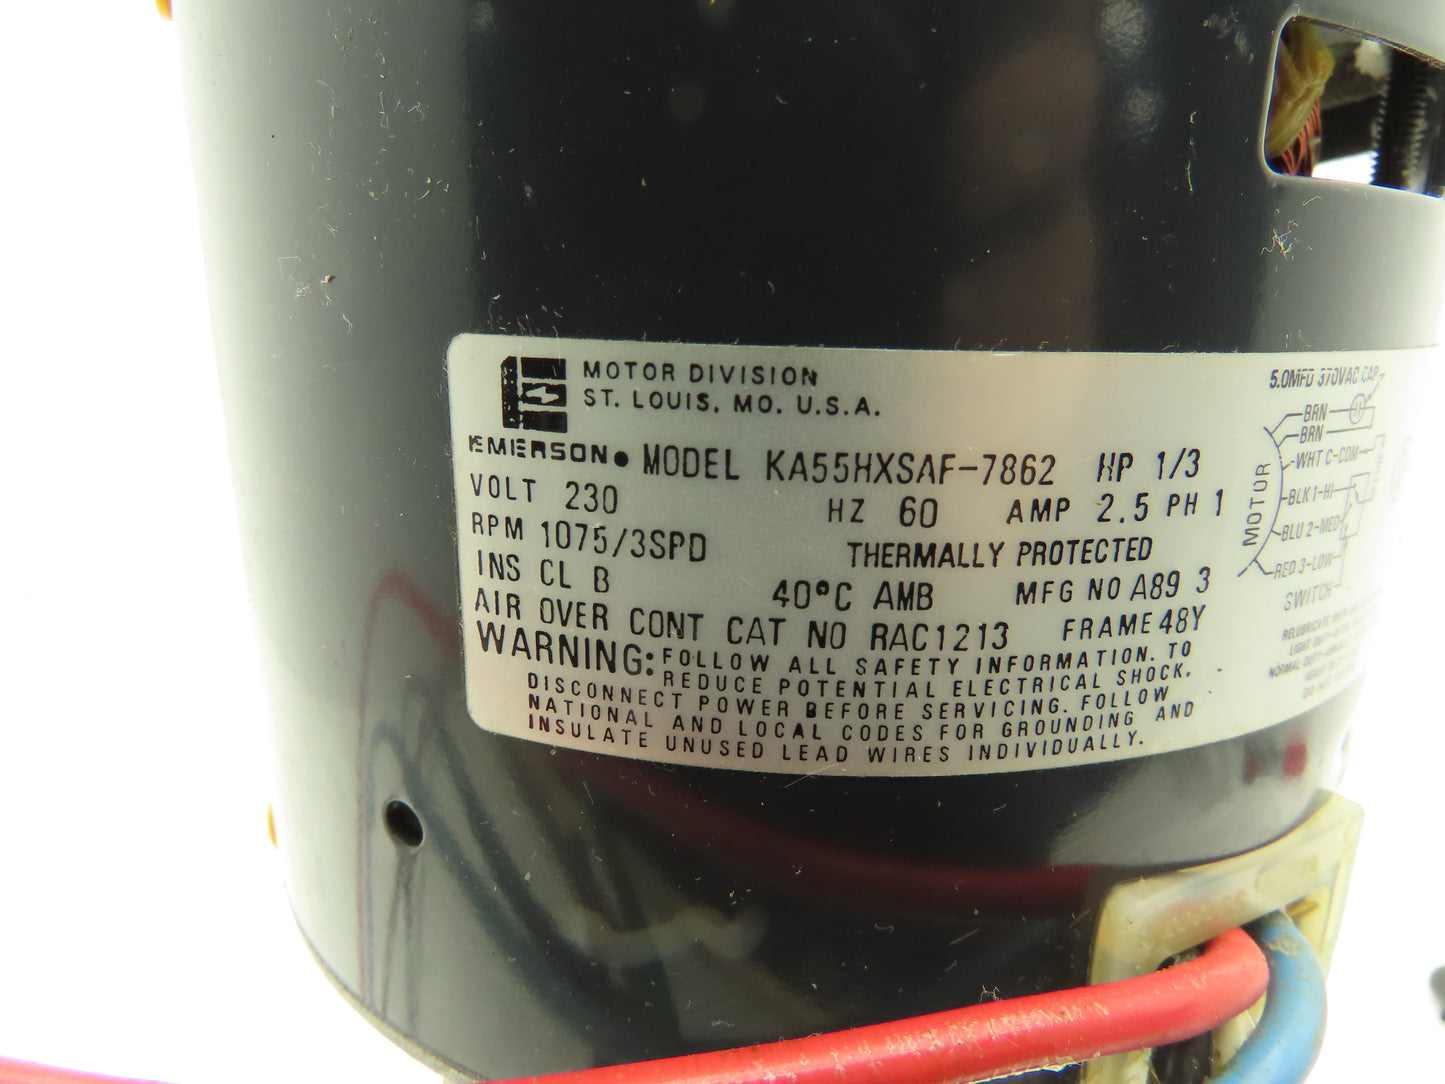 MOTOR DIVISION
ST. LOUIS, MO. U.S.A.
EMERSON. MODEL KA55HXSAF-7862 HP 1/3
VOLT 230 HZ 60 AMP 2.5 PH 1
RPM 1075/3SPD THERMALLY PROTECTED
INS CL B 40°C AMB MFG NO A89 3
AIR OVER CONT CAT NO RAC1213 FRAME 48Y
WARNING: FOLLOW ALL SAFETY INFORMATION. TO
REDUCE POTENTIAL ELECTRICAL SHOCK,
DISCONNECT POWER BEFORE SERVICING. FOLLOW
NATIONAL AND LOCAL CODES FOR GROUNDING AND
INSULATE UNUSED LEAD WIRES INDIVIDUALLY.
5.0MFD 370VAC CAP
BRN
BRN
WHT C-COM
BLK 1-HI
BLU 2-MED
RED 3-LOW
SWITCH
MOTOR